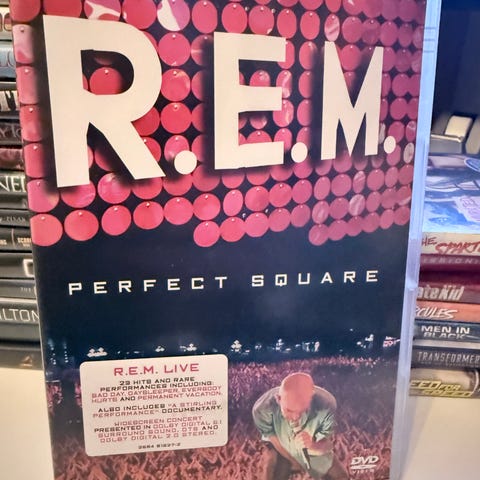 R.E.M.
PERFECT SQUARE
R.E.M. LIVE
23 HITS AND RARE
PERFORMANCES INCLUDING:
BAD DAY, DAYSLEEPER, EVERYBODY
HURTS AND PERMANENT VACATION.
ALSO INCLUDES "A STIRLING
PERFORMANCE" DOCUMENTARY.
WIDESCREEN CONCERT
PRESENTED IN DOLBY DIGITAL 5.1
SURROUND SOUND, DTS AND
DOLBY DIGITAL 2.0 STEREO.
DVD
VIDEO
MEN IN
BLACK
TRANSFORMER